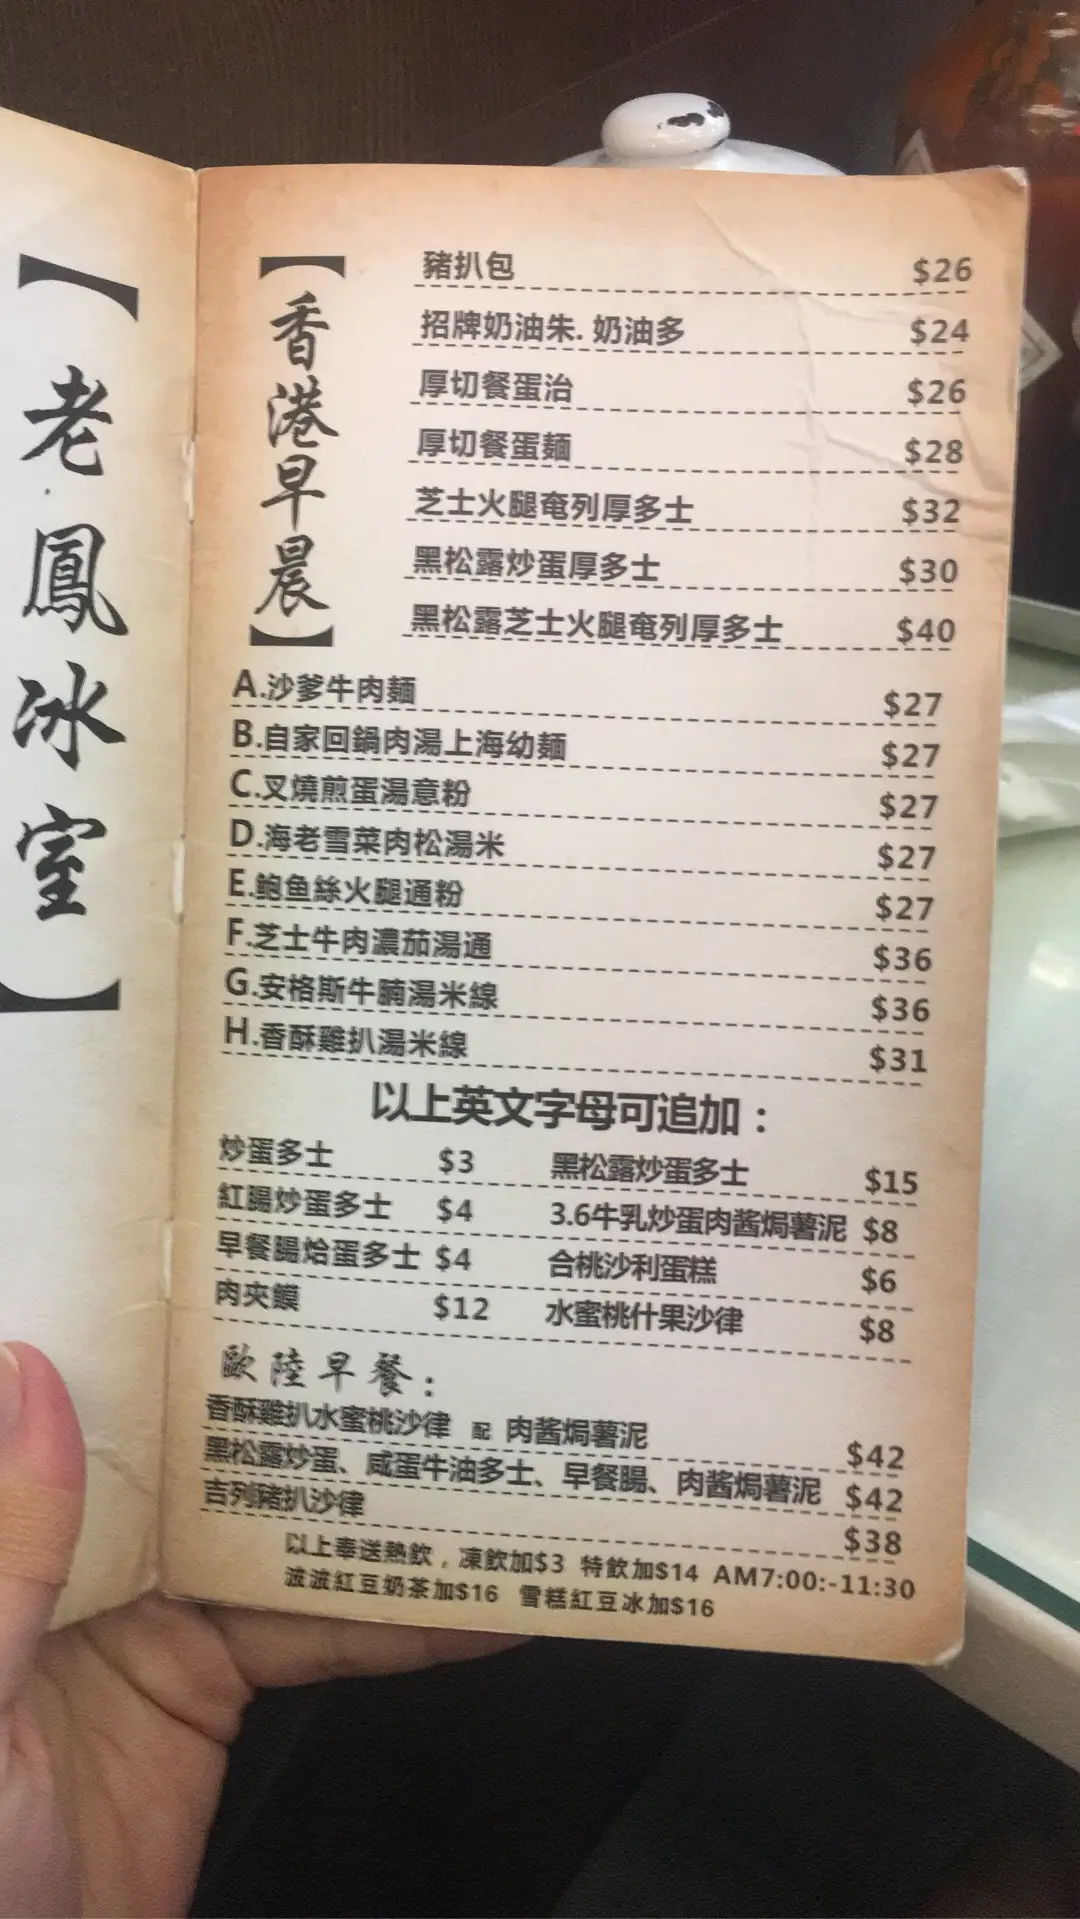 【老鳳冰室】
【香港早晨】
豬扒包 $26
招牌奶油朱. 奶油多 $24
厚切餐蛋治 $26
厚切餐蛋麵 $28
芝士火腿奄列厚多士 $32
黑松露炒蛋厚多士 $30
黑松露芝士火腿奄列厚多士 $40
A.沙爹牛肉麵 $27
B.自家回鍋肉湯上海幼麵 $27
C.叉燒煎蛋湯意粉 $27
D.海老雪菜肉松湯米 $27
E.鮑鱼絲火腿通粉 $27
F.芝士牛肉濃茄湯通 $36
G.安格斯牛腩湯米線 $36
H.香酥雞扒湯米線 $31
以上英文字母可追加：
炒蛋多士 $3 黑松露炒蛋多士 $15
紅腸炒蛋多士 $4 3.6牛乳炒蛋肉酱焗薯泥 $8
早餐腸烚蛋多士 $4 合桃沙利蛋糕 $6
肉夾饃 $12 水蜜桃什果沙律 $8
歐陸早餐：
香酥雞扒水蜜桃沙律 配 肉酱焗薯泥 $42
黑松露炒蛋、咸蛋牛油多士、早餐腸、肉酱焗薯泥 $42
吉列豬扒沙律 $38
以上奉送熱飲，凍飲加$3 特飲加$14 AM7:00:-11:30
波波紅豆奶茶加$16 雪糕紅豆冰加$16